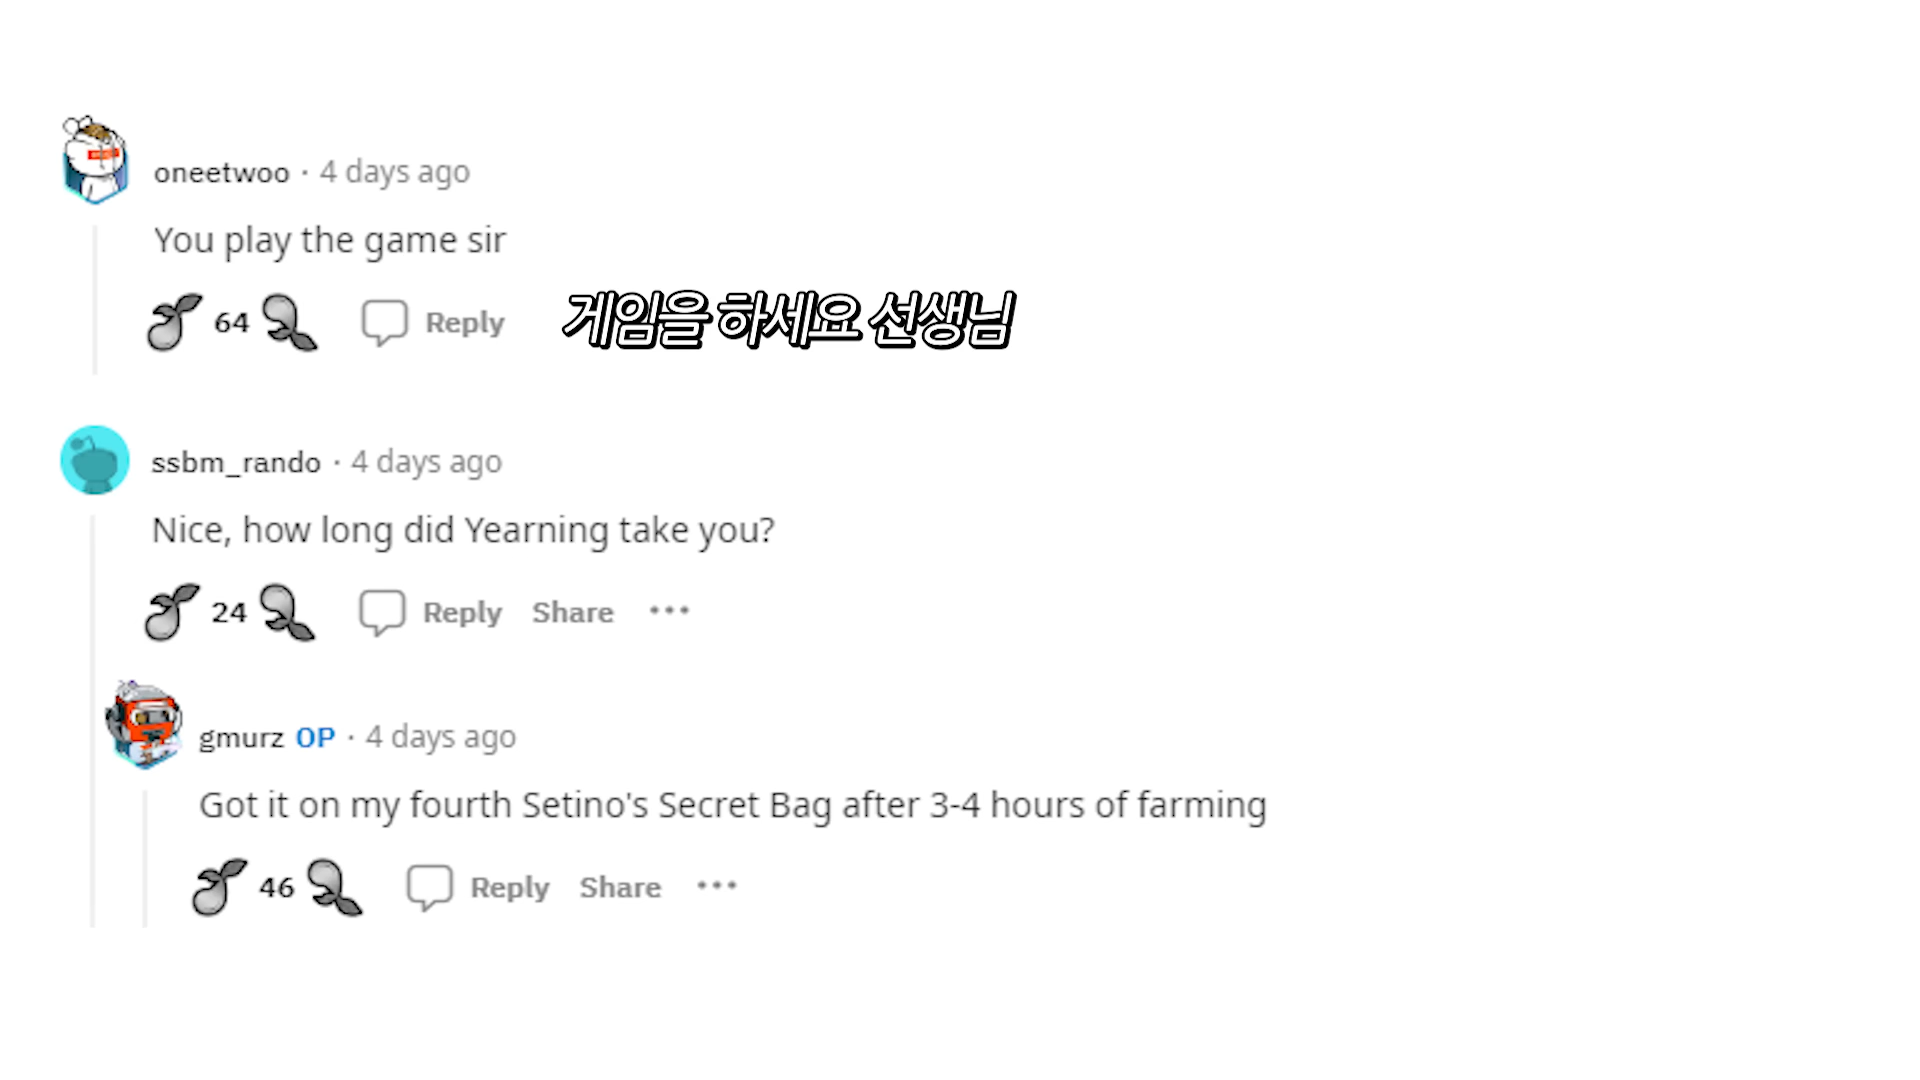 oneetwoo · 4 days ago
You play the game sir
64 Reply
게임을 하세요 선생님
ssbm_rando · 4 days ago
Nice, how long did Yearning take you?
24 Reply Share ···
gmurz OP · 4 days ago
Got it on my fourth Setino's Secret Bag after 3-4 hours of farming
46 Reply Share ···